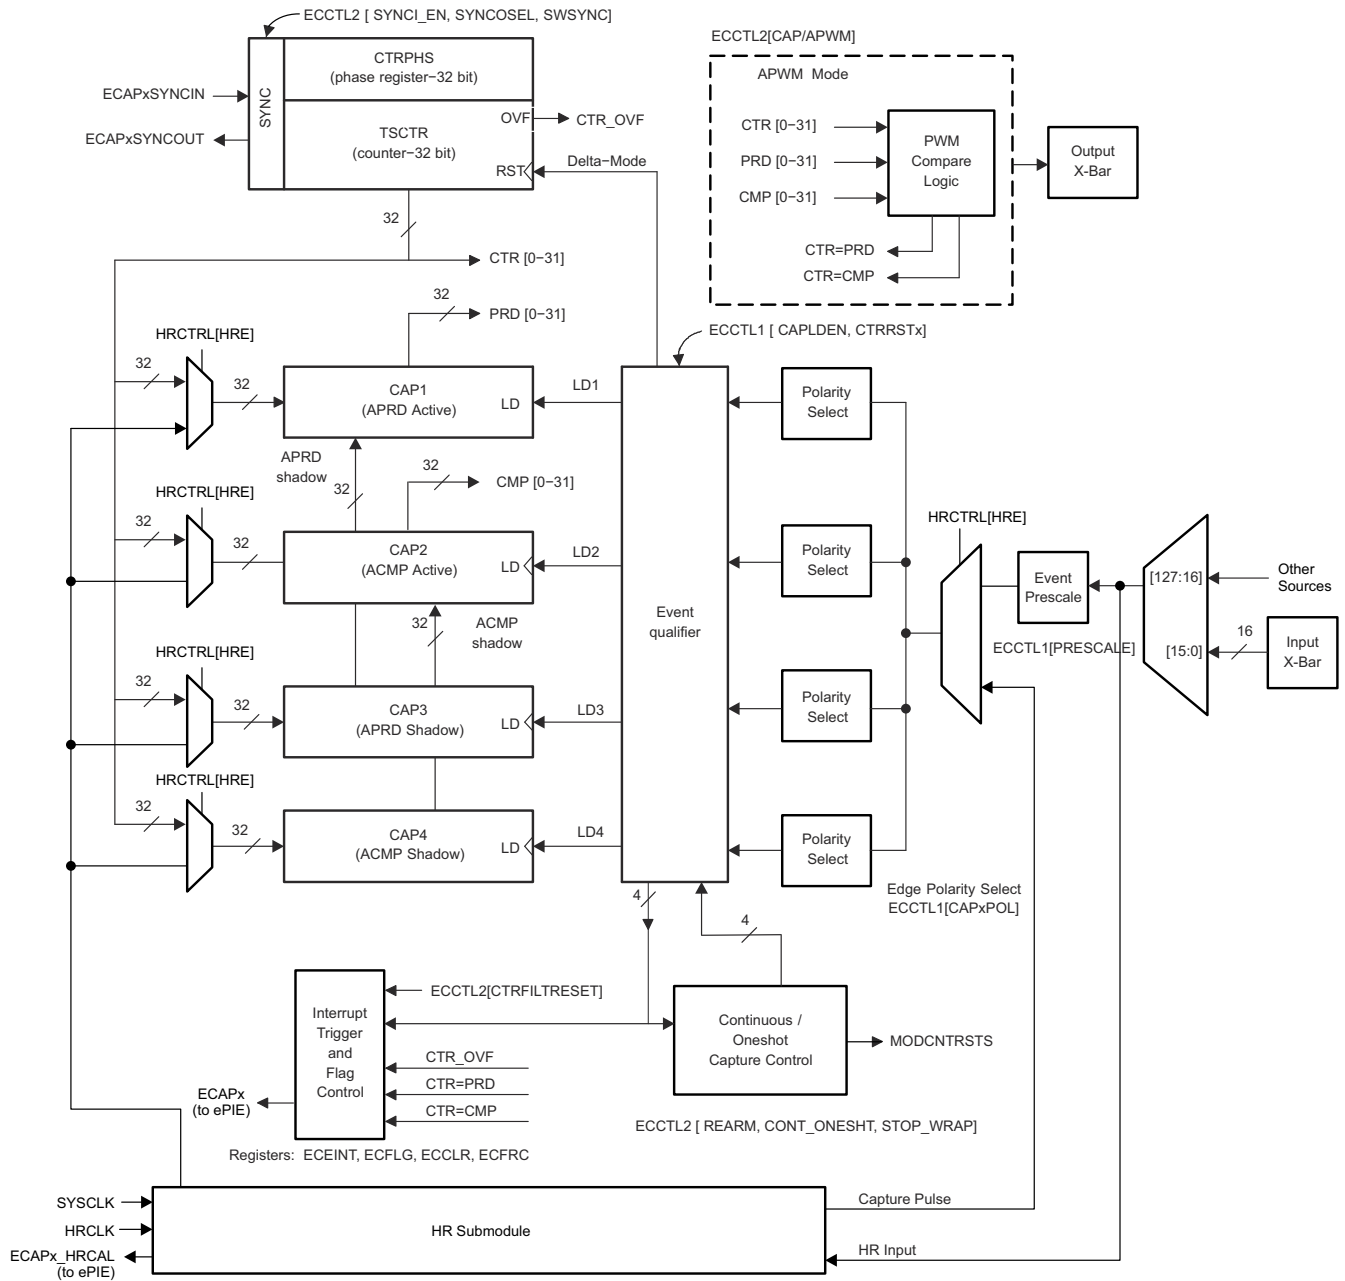 ECCTL2 [ SYNCI_EN, SYNCOSEL, SWSYNC]
CTRPHS
(phase register−32 bit)
SYNC
ECAPxSYNCIN
ECAPxSYNCOUT
TSCTR
(counter−32 bit)
OVF
CTR_OVF
RST
Delta−Mode
32
CTR [0−31]
32
PRD [0−31]
ECCTL2[CAP/APWM]
APWM Mode
CTR [0−31]
PRD [0−31]
CMP [0−31]
PWM
Compare
Logic
CTR=PRD
CTR=CMP
Output
X-Bar
HRCTRL[HRE]
32
32
CAP1
(APRD Active)
LD
LD1
APRD
shadow
32
32
CMP [0−31]
HRCTRL[HRE]
32
32
CAP2
(ACMP Active)
LD
LD2
32
ACMP
shadow
HRCTRL[HRE]
32
32
CAP3
(APRD Shadow)
LD
LD3
HRCTRL[HRE]
32
32
CAP4
(ACMP Shadow)
LD
LD4
ECCTL1 [ CAPLDEN, CTRRSTx]
Event
qualifier
Polarity
Select
Polarity
Select
Polarity
Select
Polarity
Select
Edge Polarity Select
ECCTL1[CAPxPOL]
HRCTRL[HRE]
Event
Prescale
ECCTL1[PRESCALE]
[127:16]
[15:0]
Other
Sources
16
Input
X-Bar
4
4
Interrupt
Trigger
and
Flag
Control
ECCTL2[CTRFILTRESET]
CTR_OVF
CTR=PRD
CTR=CMP
ECAPx
(to ePIE)
Registers: ECEINT, ECFLG, ECCLR, ECFRC
Continuous /
Oneshot
Capture Control
MODCNTRSTS
ECCTL2 [ REARM, CONT_ONESHT, STOP_WRAP]
SYSCLK
HRCLK
ECAPx_HRCAL
(to ePIE)
HR Submodule
Capture Pulse
HR Input